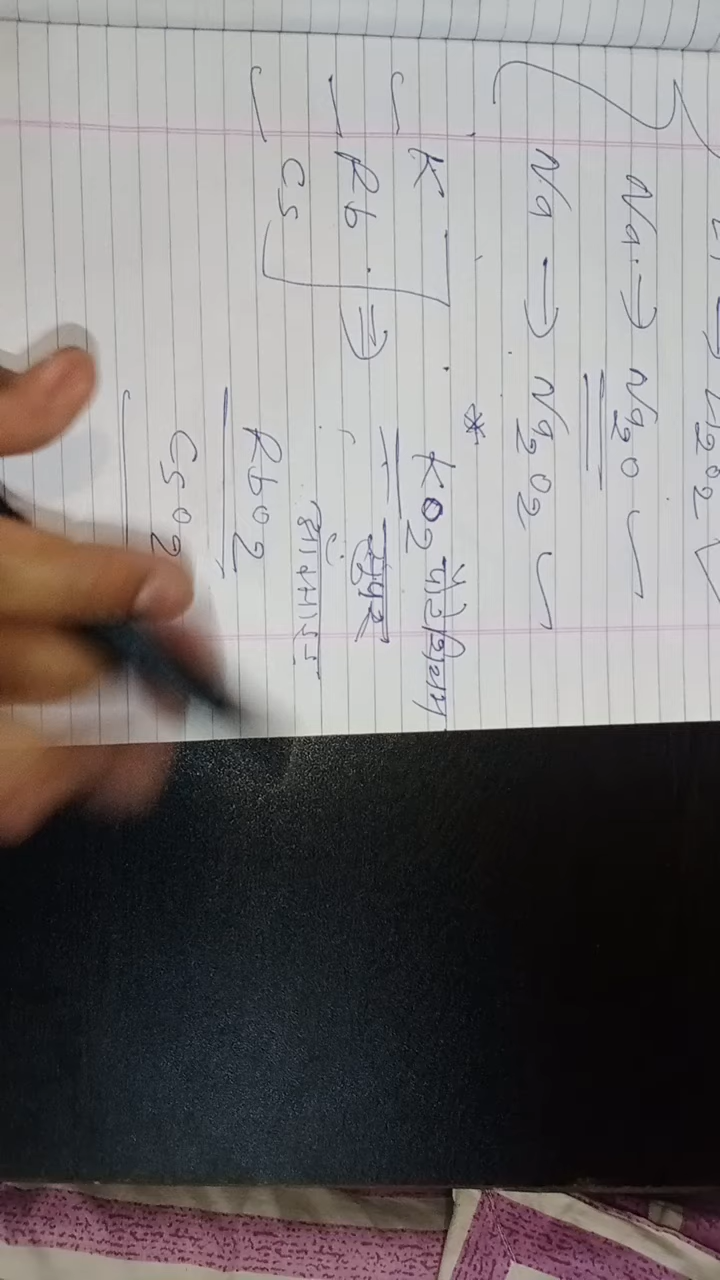 Na → Na2O
Na → Na2O2
*
K KO2 पोटेशियम
Rb ⇒ सुपर
Cs ऑक्साइड
RbO2
CsO2